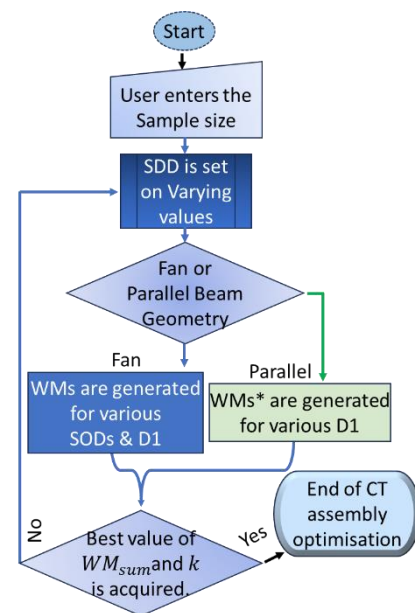 Start
User enters the
Sample size
SDD is set
on Varying
values
Fan or
Parallel Beam
Geometry
Fan
Parallel
WMs are generated
for various
SODs & D1
WMs* are generated
for various D1
No
Best value of
WM_{sum} and k
is acquired.
Yes
End of CT
assembly
optimisation